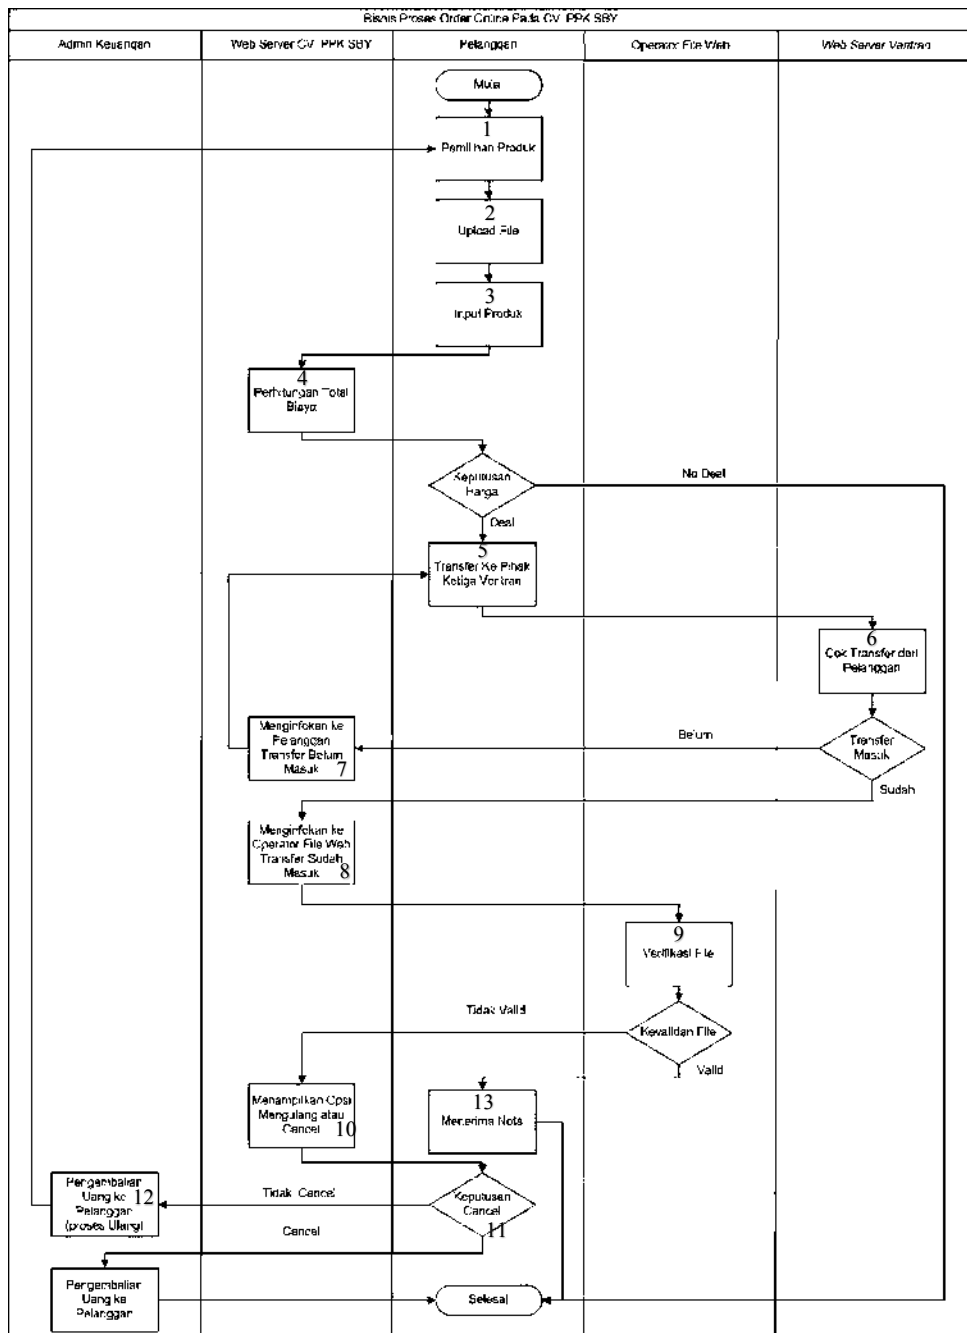 Bisnis Proses Order Online Pada CV. PPK SBY
Admin Keuangan
Web Server CV. PPK SBY
Pelanggan
Operator File Web
Web Server Veritran
Mulai
1
Pemilihan Produk
2
Upload File
3
Input Produk
4
Perhitungan Total
Biaya
Keputusan
Harga
No Deal
Deal
5
Transfer Ke Pihak
Ketiga Veritran
6
Cek Transfer dari
Pelanggan
Menginfokan ke
Pelanggan
Transfer Belum
Masuk 7
Belum
Transfer
Masuk
Sudah
Menginfokan ke
Operator File Web
Transfer Sudah
Masuk 8
9
Verifikasi File
Tidak Valid
Kevalidan File
Valid
Menampilkan Opsi
Mengulang atau
Cancel 10
13
Menerima Nota
Pengembalian
Uang ke 12
Pelanggan
(proses Ulang)
Tidak Cancel
Keputusan
Cancel
11
Cancel
Pengembalian
Uang ke
Pelanggan
Selesai